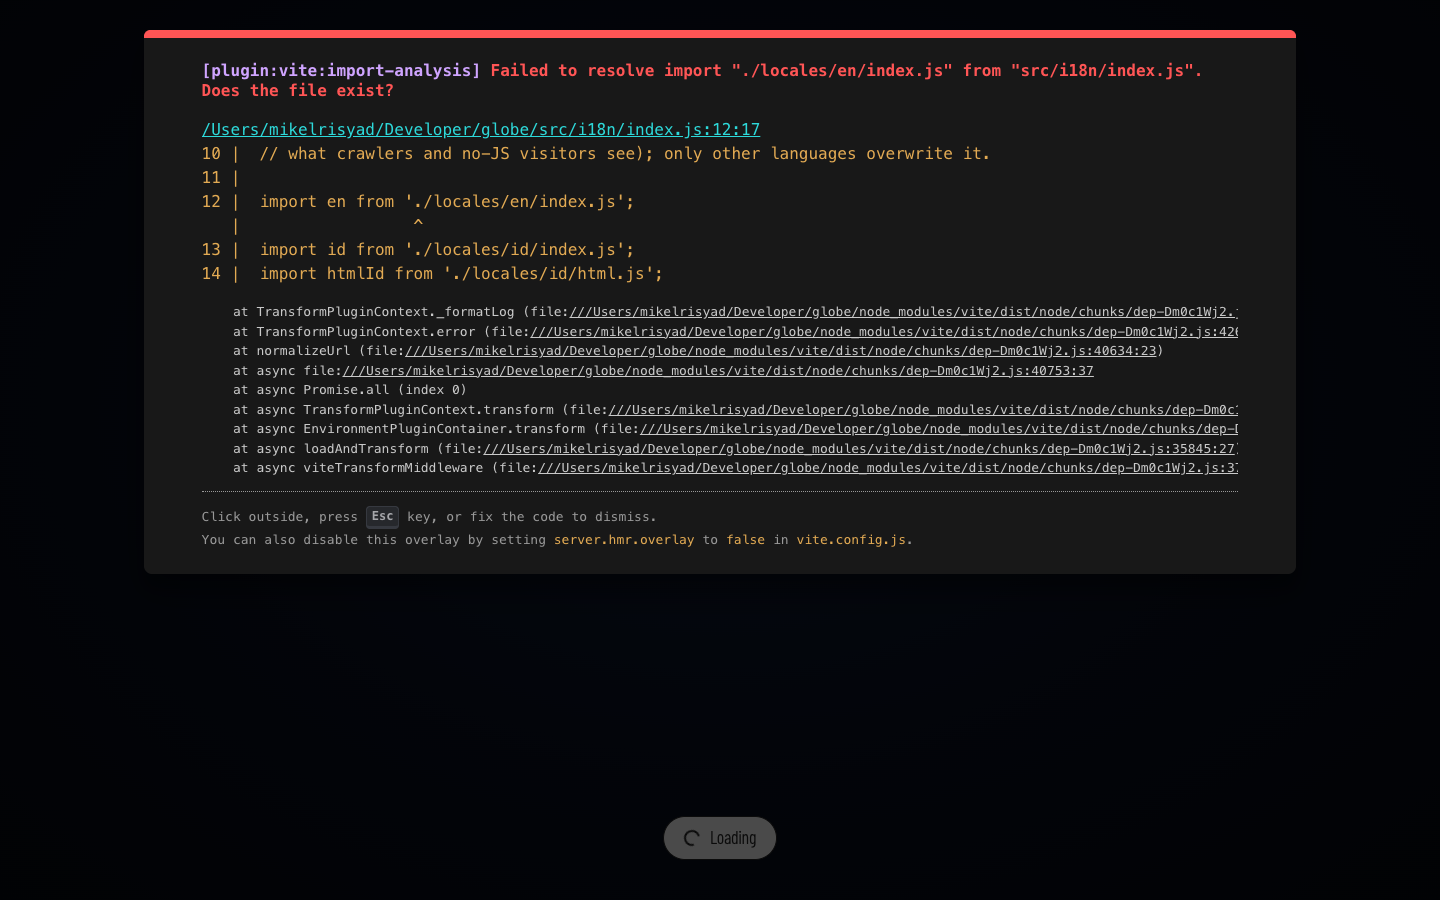 [plugin:vite:import-analysis] Failed to resolve import "./locales/en/index.js" from "src/i18n/index.js".
Does the file exist?
/Users/mikelrisyad/Developer/globe/src/i18n/index.js:12:17
10 |  // what crawlers and no-JS visitors see); only other languages overwrite it.
11 |
12 |  import en from './locales/en/index.js';
   |                  ^
13 |  import id from './locales/id/index.js';
14 |  import htmlId from './locales/id/html.js';
at TransformPluginContext._formatLog (file:///Users/mikelrisyad/Developer/globe/node_modules/vite/dist/node/chunks/dep-Dm0c1Wj2.j
at TransformPluginContext.error (file:///Users/mikelrisyad/Developer/globe/node_modules/vite/dist/node/chunks/dep-Dm0c1Wj2.js:426
at normalizeUrl (file:///Users/mikelrisyad/Developer/globe/node_modules/vite/dist/node/chunks/dep-Dm0c1Wj2.js:40634:23)
at async file:///Users/mikelrisyad/Developer/globe/node_modules/vite/dist/node/chunks/dep-Dm0c1Wj2.js:40753:37
at async Promise.all (index 0)
at async TransformPluginContext.transform (file:///Users/mikelrisyad/Developer/globe/node_modules/vite/dist/node/chunks/dep-Dm0c1
at async EnvironmentPluginContainer.transform (file:///Users/mikelrisyad/Developer/globe/node_modules/vite/dist/node/chunks/dep-D
at async loadAndTransform (file:///Users/mikelrisyad/Developer/globe/node_modules/vite/dist/node/chunks/dep-Dm0c1Wj2.js:35845:27)
at async viteTransformMiddleware (file:///Users/mikelrisyad/Developer/globe/node_modules/vite/dist/node/chunks/dep-Dm0c1Wj2.js:37
Click outside, press Esc key, or fix the code to dismiss.
You can also disable this overlay by setting server.hmr.overlay to false in vite.config.js.
Loading